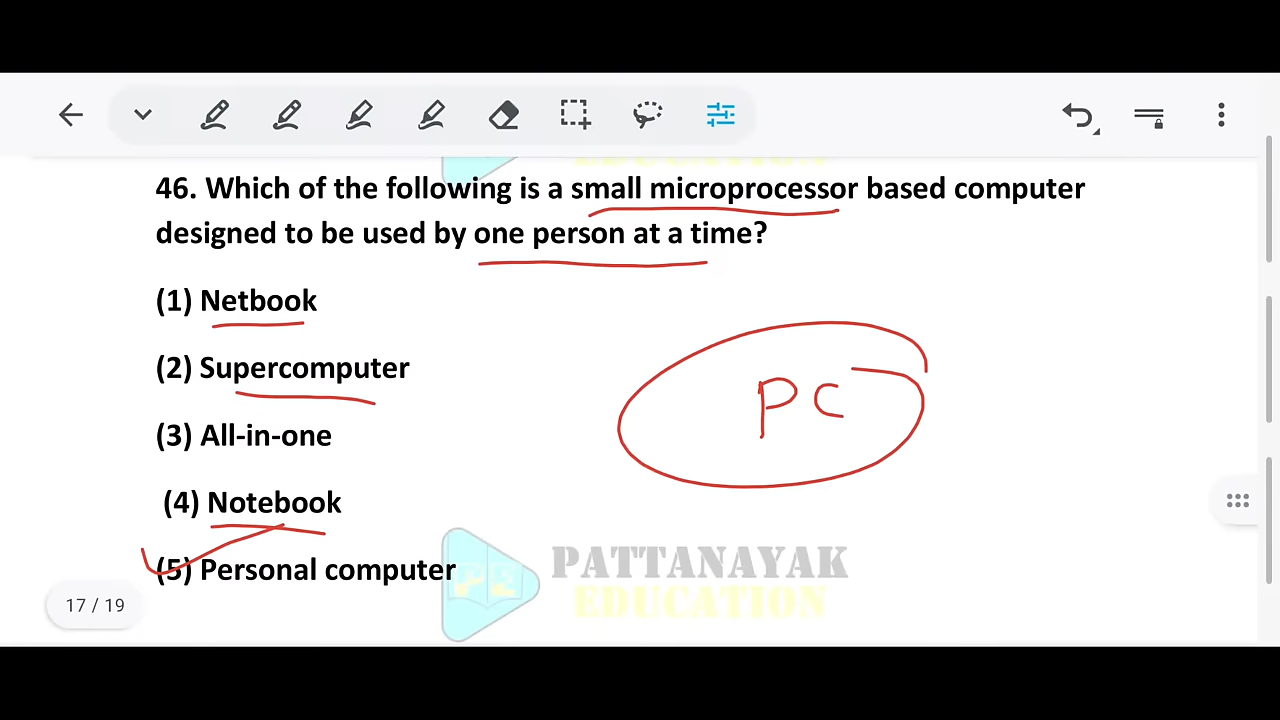 46. Which of the following is a small microprocessor based computer
designed to be used by one person at a time?
(1) Netbook
(2) Supercomputer
(3) All-in-one
PC
(4) Notebook
(5) Personal computer
PATTANAYAK
EDUCATION
17 / 19